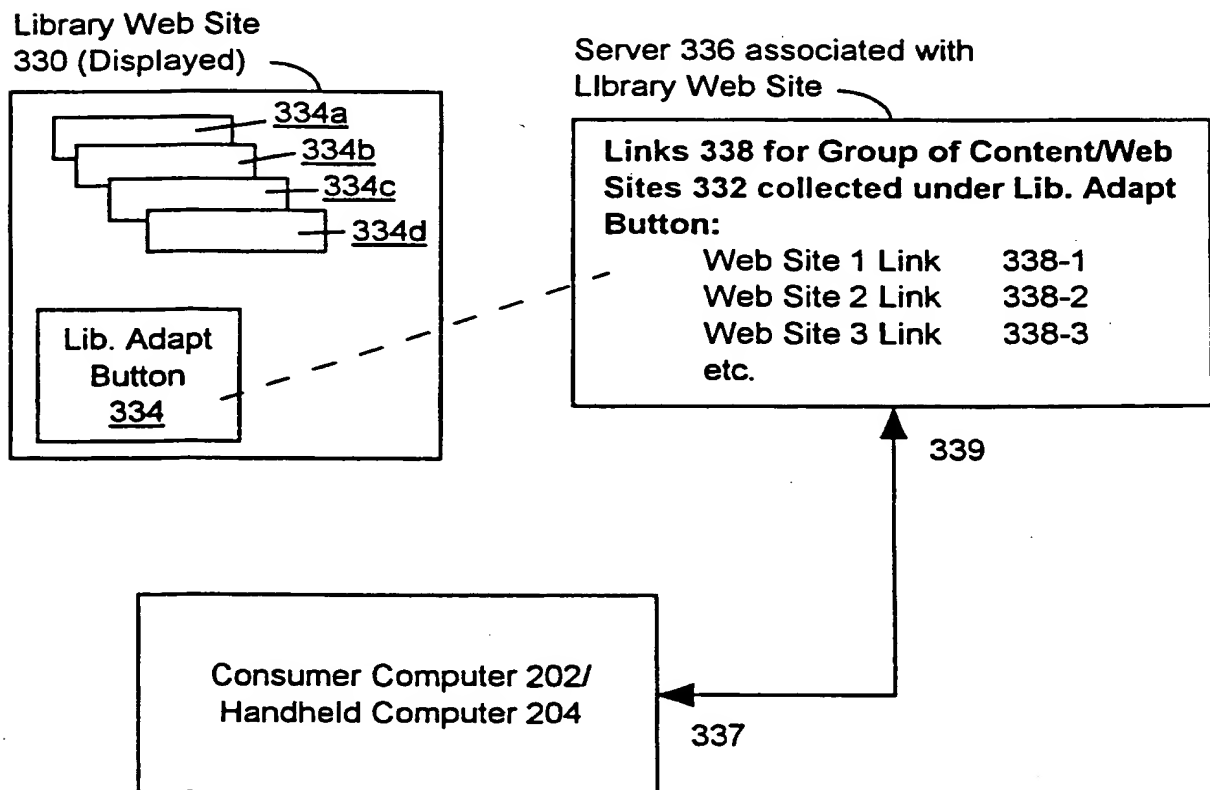 Library Web Site
330 (Displayed)
334a
334b
334c
334d
Lib. Adapt
Button
334
Server 336 associated with
LIbrary Web Site
Links 338 for Group of Content/Web
Sites 332 collected under Lib. Adapt
Button:
Web Site 1 Link 338-1
Web Site 2 Link 338-2
Web Site 3 Link 338-3
etc.
339
Consumer Computer 202/
Handheld Computer 204
337